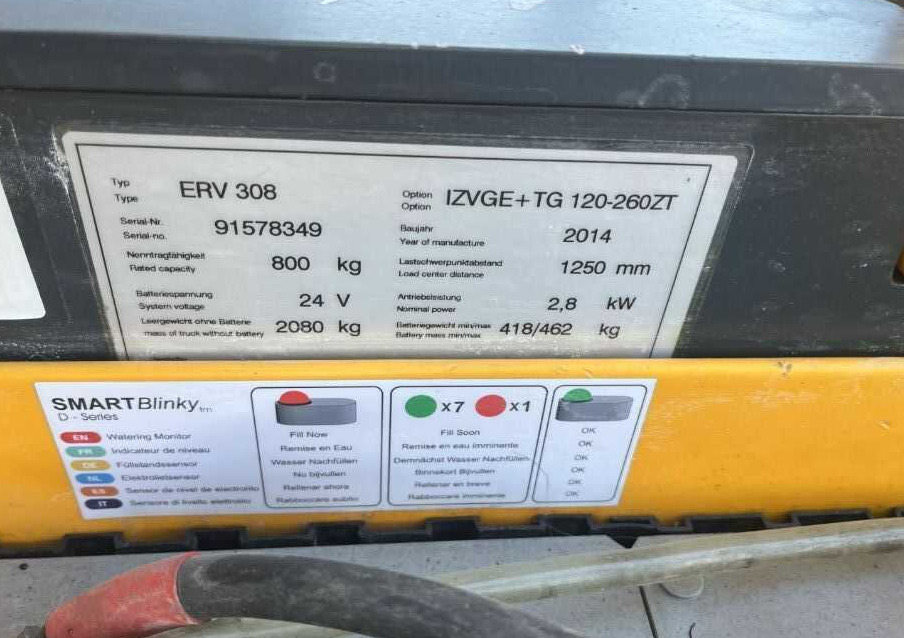 Typ
Type
ERV 308
Option
Option
IZVGE+TG 120-260ZT
Serial-Nr.
Serial-no.
91578349
Baujahr
Year of manufacture
2014
Nenntragfähigkeit
Rated capacity
800 kg
Lastschwerpunktabstand
Load center distance
1250 mm
Batteriespannung
System voltage
24 V
Antriebsleistung
Nominal power
2,8 kW
Leergewicht ohne Batterie
mass of truck without battery
2080 kg
Batteriegewicht min/max
Battery mass min/max
418/462 kg
SMARTBlinky tm
D - Series
EN Watering Monitor
FR Indicateur de niveau
DE Füllstandssensor
NL Elektrolietsensor
ES Sensor de nivel de electrolito
IT Sensore di livello elettrolito
Fill Now
Remise en Eau
Wasser Nachfüllen
Nu bijvullen
Rellenar ahora
Rabboccare subito
x7 x1
Fill Soon
Remise en eau imminente
Demnächst Wasser Nachfüllen
Binnekort Bijvullen
Rellenar en breve
Rabboccare imminente
OK
OK
OK
OK
OK
OK